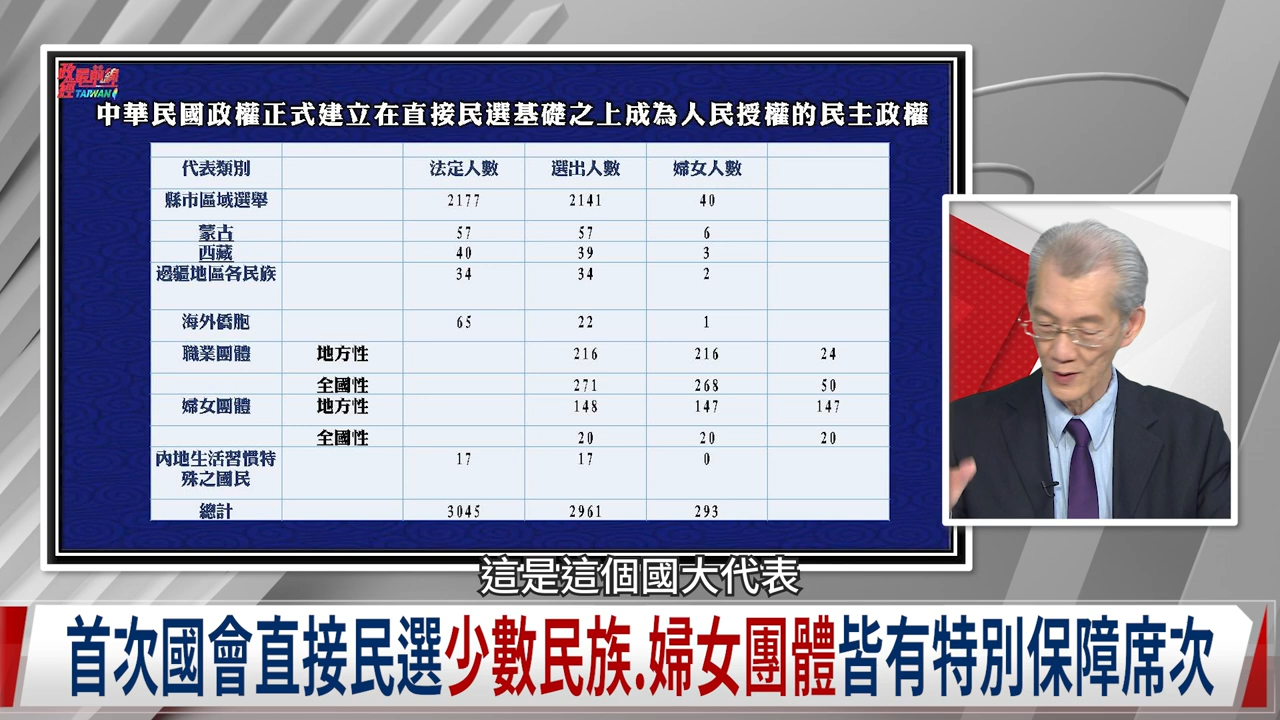 政經最前線
TAIWAN
中華民國政權正式建立在直接民選基礎之上成為人民授權的民主政權
代表類別 法定人數 選出人數 婦女人數
縣市區域選舉 2177 2141 40
蒙古 57 57 6
西藏 40 39 3
邊疆地區各民族 34 34 2
海外僑胞 65 22 1
職業團體 地方性 216 216 24
全國性 271 268 50
婦女團體 地方性 148 147 147
全國性 20 20 20
內地生活習慣特
殊之國民 17 17 0
總計 3045 2961 293
這是這個國大代表
首次國會直接民選少數民族.婦女團體皆有特別保障席次